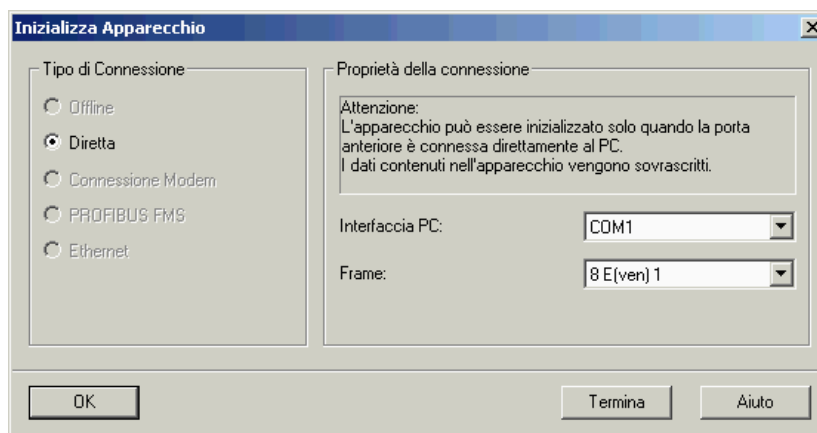 Inizializza Apparecchio
Tipo di Connessione
Offline
Diretta
Connessione Modem
PROFIBUS FMS
Ethernet
Proprietà della connessione
Attenzione:
L'apparecchio può essere inizializzato solo quando la porta
anteriore è connessa direttamente al PC.
I dati contenuti nell'apparecchio vengono sovrascritti.
Interfaccia PC: COM1
Frame: 8 E(ven) 1
OK Termina Aiuto